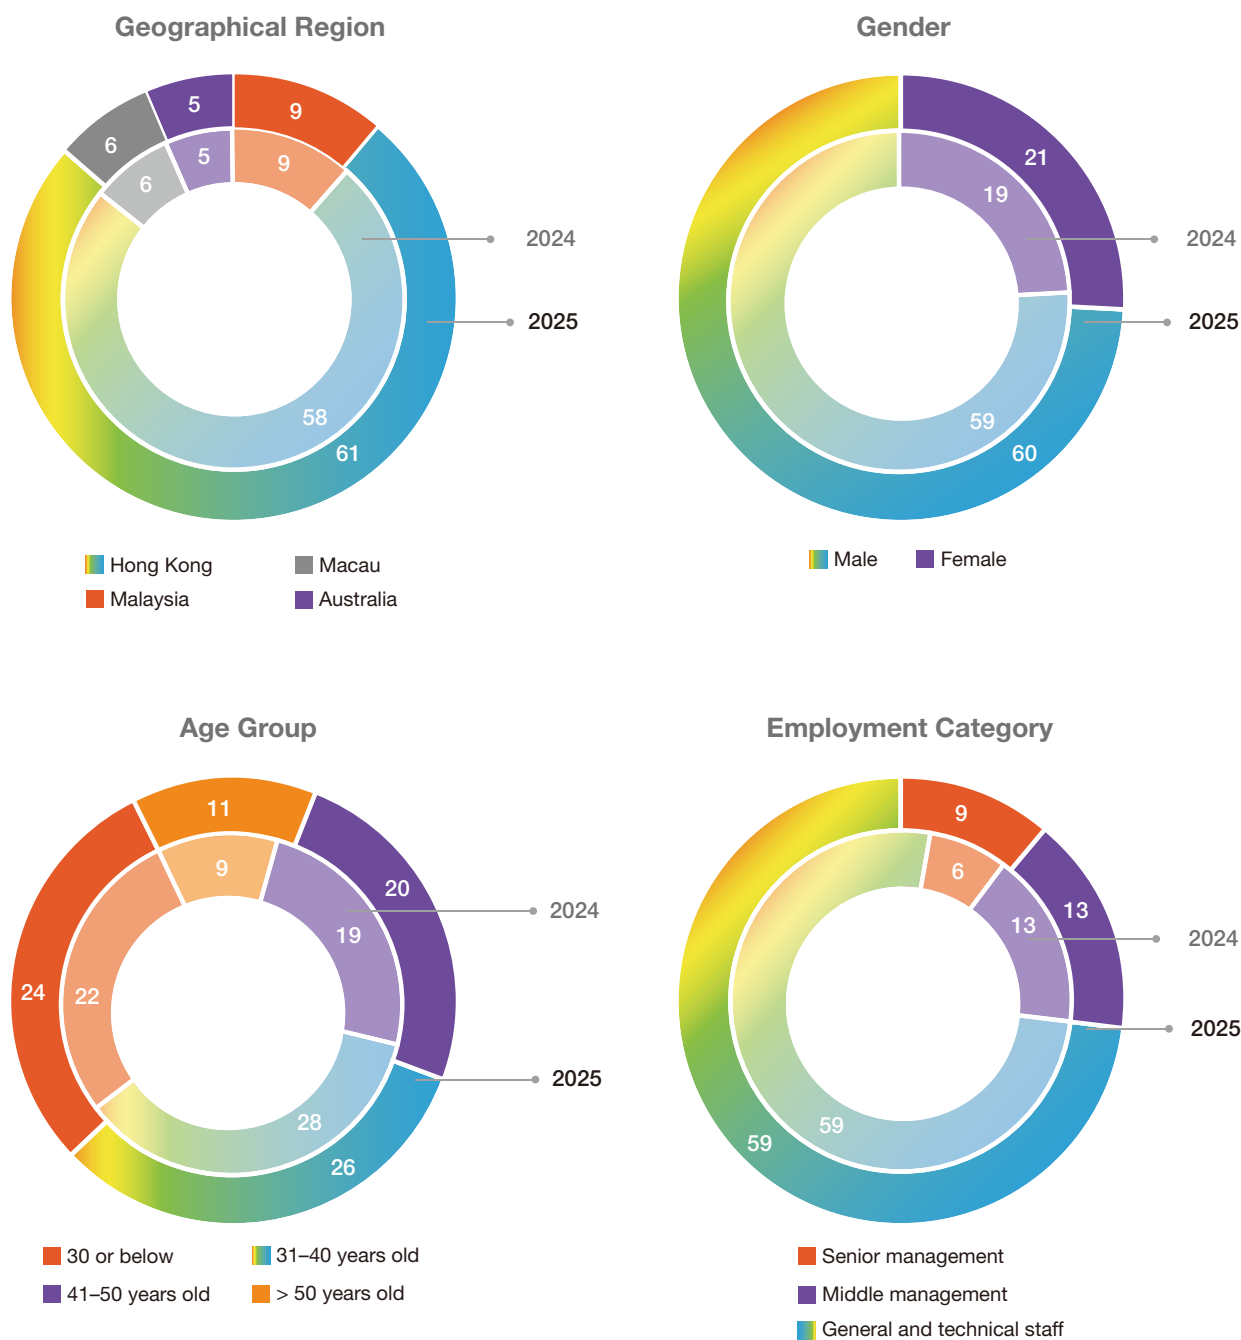 Geographical Region
5
9
6
5
9
6
2024
2025
58
61
Hong Kong
Macau
Malaysia
Australia
Gender
21
19
2024
2025
59
60
Male
Female
Age Group
11
9
20
2024
19
24
22
2025
28
26
30 or below
31–40 years old
41–50 years old
> 50 years old
Employment Category
9
6
13
13
2024
2025
59
59
Senior management
Middle management
General and technical staff